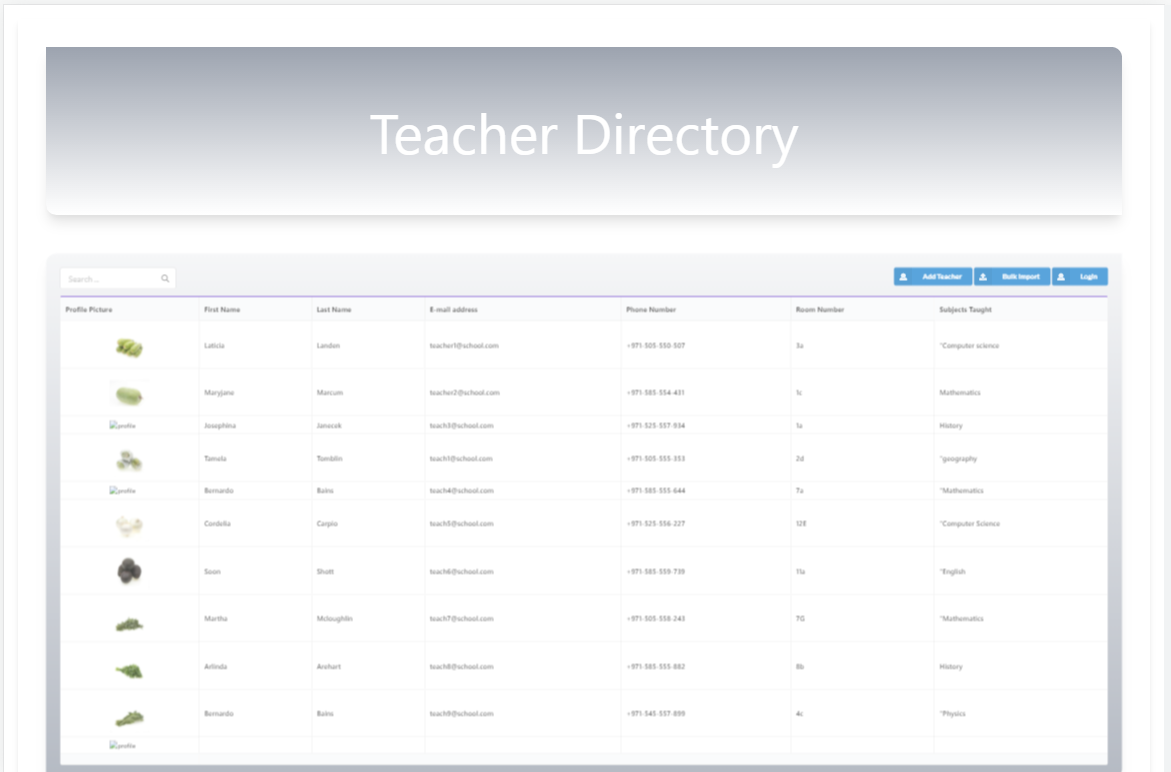 Teacher Directory
Search...
Add Teacher Bulk Import Login
Profile Picture First Name Last Name E-mail address Phone Number Room Number Subjects Taught
Laticia Landon teacher1@school.com +971-505-550-507 3a "Computer science
Maryjane Marcum teacher2@school.com +971-585-554-431 1c Mathematics
profile Josephina Janecek teach3@school.com +971-525-557-934 1a History
Tamela Tomblin teach1@school.com +971-505-555-353 2d "geography
profile Bernardo Bains teach4@school.com +971-585-555-644 7a "Mathematics
Cordelia Carpio teach5@school.com +971-525-556-227 12E "Computer Science
Soon Shott teach6@school.com +971-585-559-739 11a "English
Martha Mcloughlin teach7@school.com +971-505-558-243 7G "Mathematics
Arlinda Arehart teach8@school.com +971-585-555-882 8b History
Bernardo Bains teach9@school.com +971-545-557-899 4c "Physics
profile